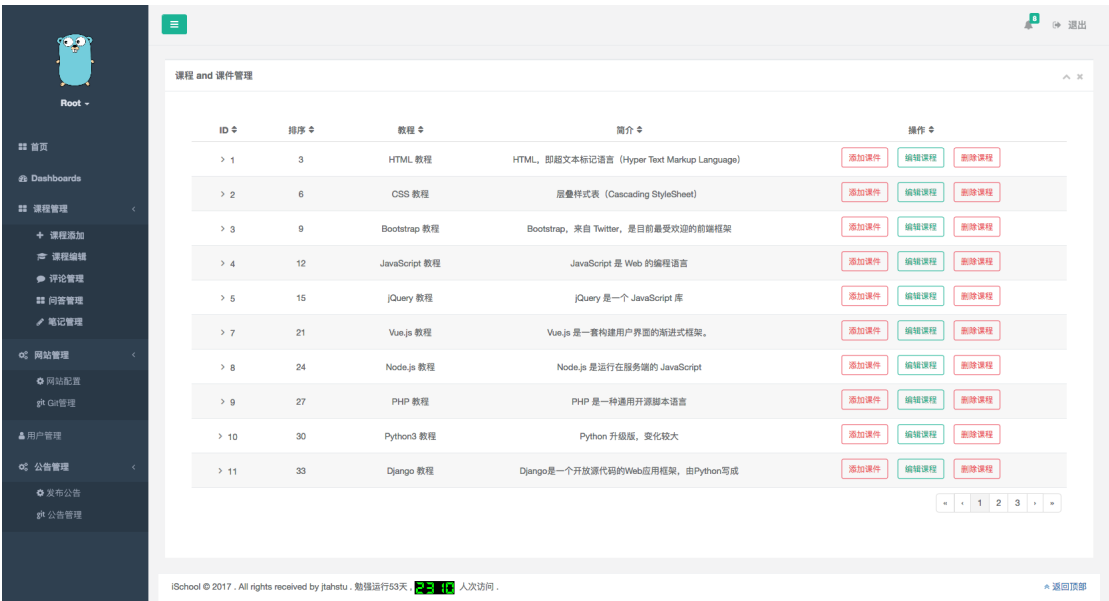 8
退出
Root
首页
Dashboards
课程管理
课程添加
课程编辑
评论管理
问答管理
笔记管理
网站管理
网站配置
git Git管理
用户管理
公告管理
发布公告
git 公告管理
课程 and 课件管理
ID 排序 教程 简介 操作
1 3 HTML 教程 HTML，即超文本标记语言（Hyper Text Markup Language） 添加课件 编辑课程 删除课程
2 6 CSS 教程 层叠样式表（Cascading StyleSheet） 添加课件 编辑课程 删除课程
3 9 Bootstrap 教程 Bootstrap，来自 Twitter，是目前最受欢迎的前端框架 添加课件 编辑课程 删除课程
4 12 JavaScript 教程 JavaScript 是 Web 的编程语言 添加课件 编辑课程 删除课程
5 15 jQuery 教程 jQuery 是一个 JavaScript 库 添加课件 编辑课程 删除课程
7 21 Vue.js 教程 Vue.js 是一套构建用户界面的渐进式框架。 添加课件 编辑课程 删除课程
8 24 Node.js 教程 Node.js 是运行在服务端的 JavaScript 添加课件 编辑课程 删除课程
9 27 PHP 教程 PHP 是一种通用开源脚本语言 添加课件 编辑课程 删除课程
10 30 Python3 教程 Python 升级版，变化较大 添加课件 编辑课程 删除课程
11 33 Django 教程 Django是一个开放源代码的Web应用框架，由Python写成 添加课件 编辑课程 删除课程
« ‹ 1 2 3 › »
iSchool © 2017 . All rights received by jtahstu . 勉强运行53天 , 2310 人次访问 .
返回顶部